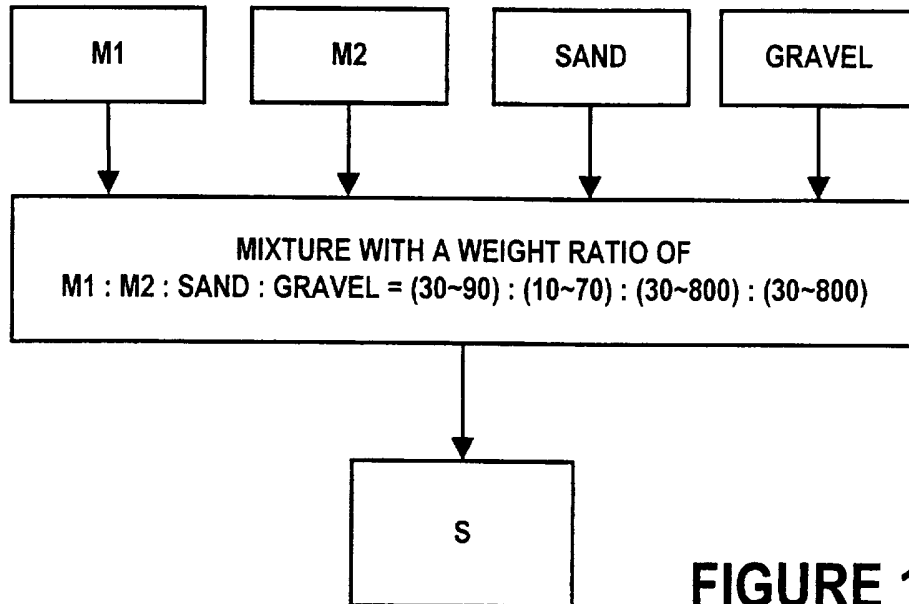 M1
M2
SAND
GRAVEL
MIXTURE WITH A WEIGHT RATIO OF
M1 : M2 : SAND : GRAVEL = (30~90) : (10~70) : (30~800) : (30~800)
S
FIGURE 1